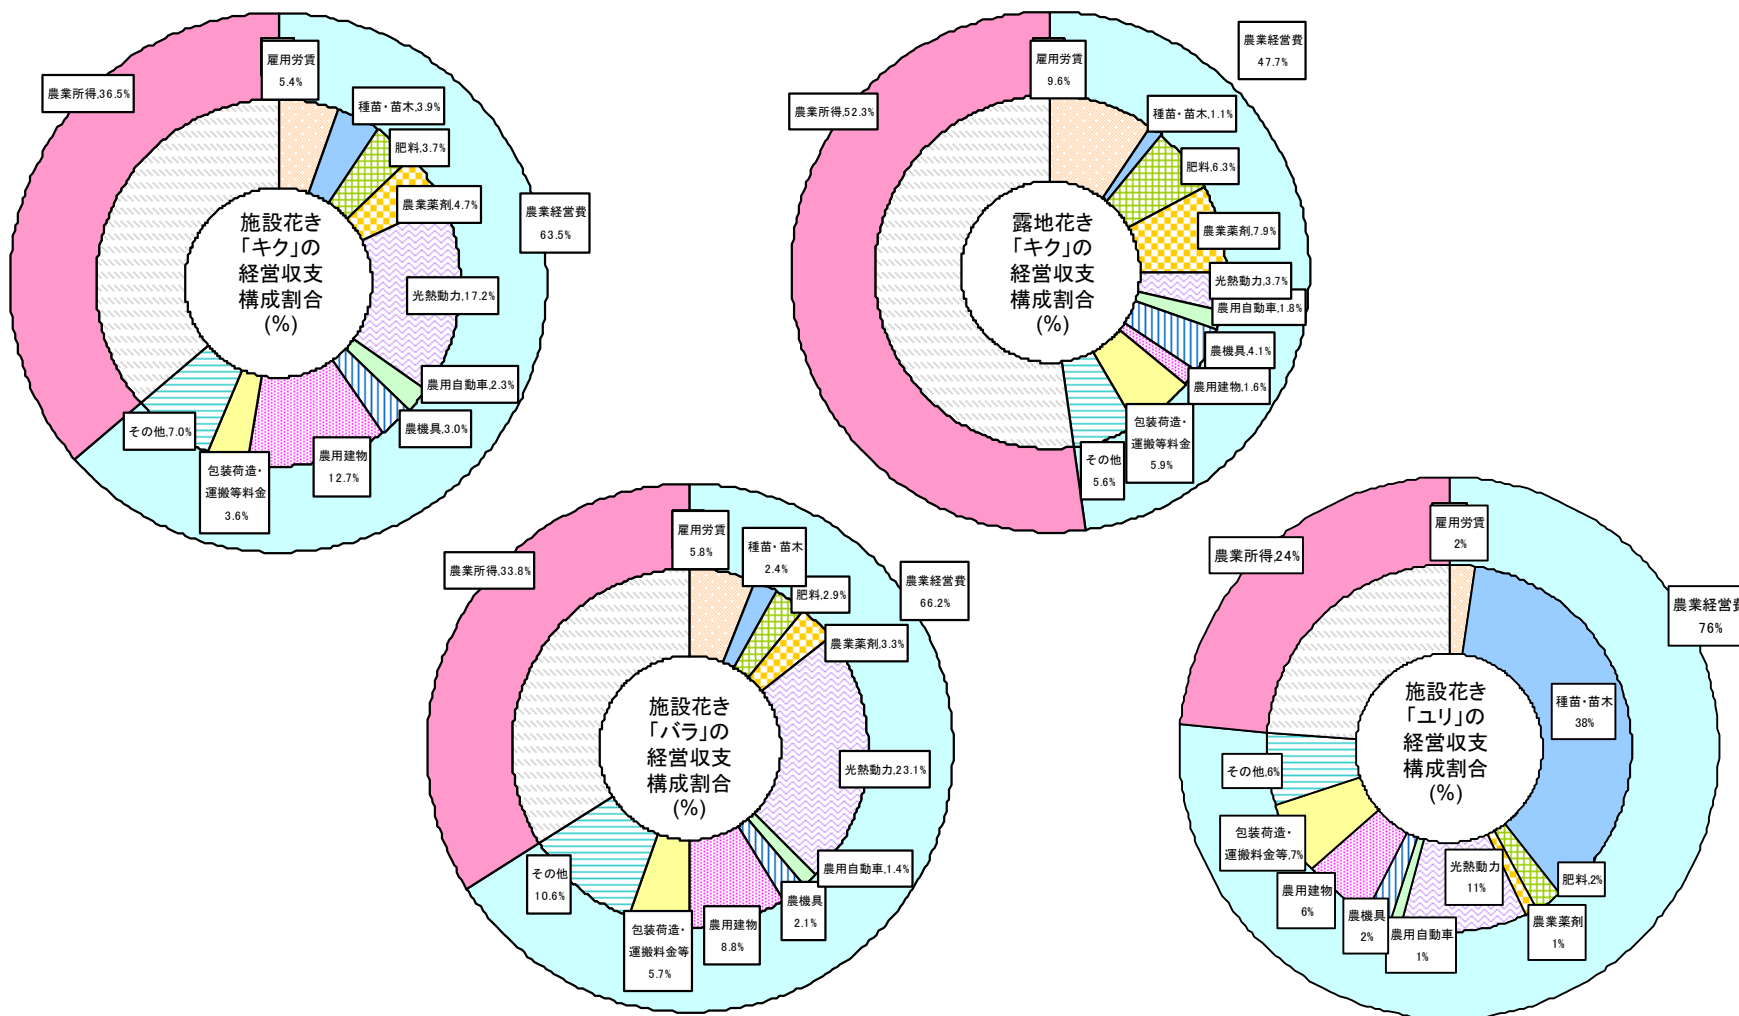 農業所得,36.5%
雇用労賃
5.4%
種苗・苗木,3.9%
肥料,3.7%
農業薬剤,4.7%
農業経営費
63.5%
光熱動力,17.2%
農用自動車,2.3%
農機具,3.0%
農用建物
12.7%
包装荷造・
運搬等料金
3.6%
その他,7.0%
施設花き
「キク」の
経営収支
構成割合
(%)
農業所得,52.3%
雇用労賃
9.6%
農業経営費
47.7%
種苗・苗木,1.1%
肥料,6.3%
農業薬剤,7.9%
光熱動力,3.7%
農用自動車,1.8%
農機具,4.1%
農用建物,1.6%
包装荷造・
運搬等料金
5.9%
その他
5.6%
露地花き
「キク」の
経営収支
構成割合
(%)
農業所得,33.8%
雇用労賃
5.8%
種苗・苗木
2.4%
肥料,2.9%
農業経営費
66.2%
農業薬剤,3.3%
光熱動力,23.1%
農用自動車,1.4%
農機具
2.1%
農用建物
8.8%
包装荷造・
運搬料金等
5.7%
その他
10.6%
施設花き
「バラ」の
経営収支
構成割合
(%)
農業所得,24%
雇用労賃
2%
農業経営費
76%
種苗・苗木
38%
肥料,2%
農業薬剤
1%
光熱動力
11%
農用自動車
1%
農機具
2%
農用建物
6%
包装荷造・
運搬料金等,7%
その他,6%
施設花き
「ユリ」の
経営収支
構成割合
(%)